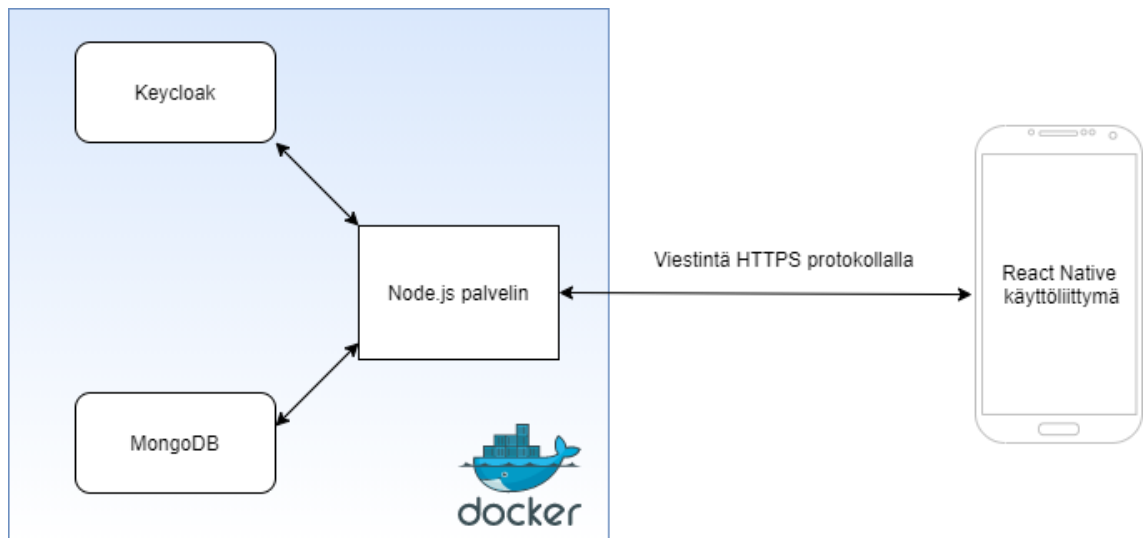 Keycloak
Node.js palvelin
MongoDB
docker
Viestintä HTTPS protokollalla
React Native
käyttöliittymä